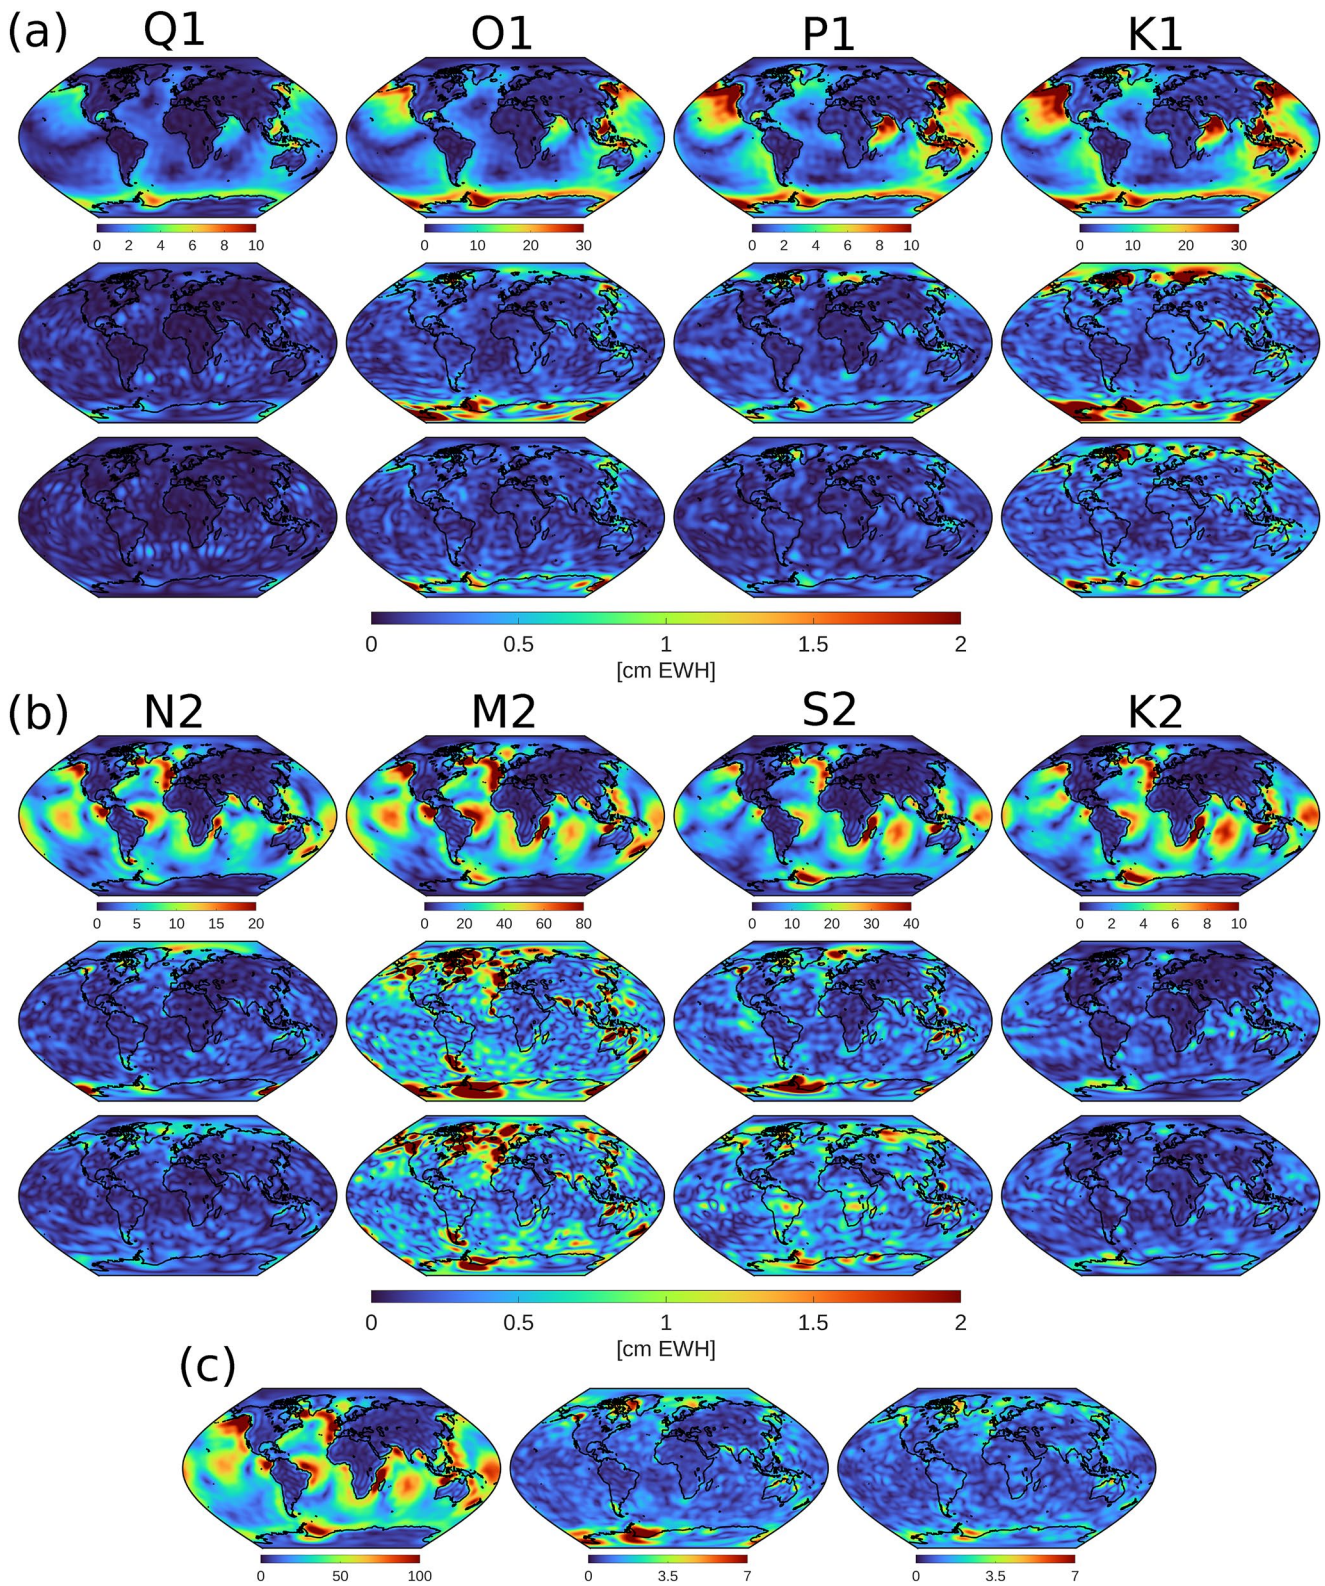 (a) Q1 O1 P1 K1
0 2 4 6 8 10 0 10 20 30 0 2 4 6 8 10 0 10 20 30
0 0.5 1 1.5 2
[cm EWH]
(b) N2 M2 S2 K2
0 5 10 15 20 0 20 40 60 80 0 10 20 30 40 0 2 4 6 8 10
0 0.5 1 1.5 2
[cm EWH]
(c)
0 50 100 0 3.5 7 0 3.5 7